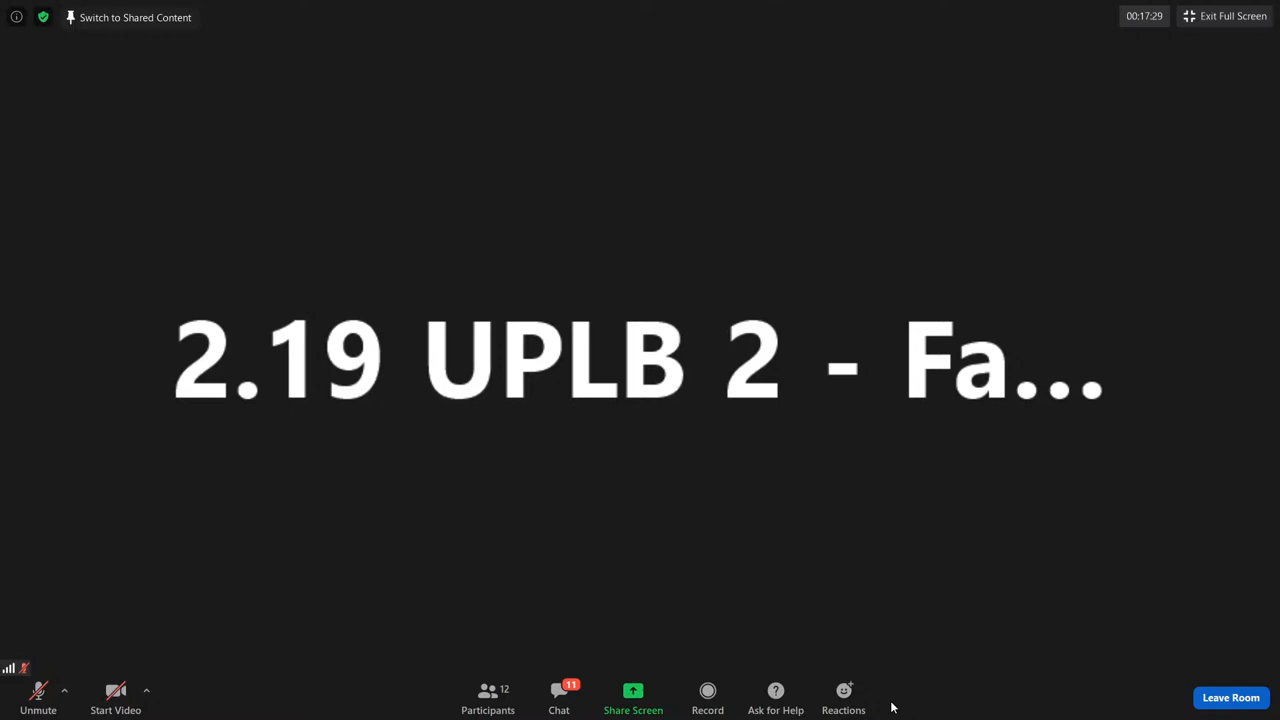 Switch to Shared Content
00:17:29
Exit Full Screen
2.19 UPLB 2 - Fa...
Unmute
Start Video
12
Participants
11
Chat
Share Screen
Record
Ask for Help
Reactions
Leave Room